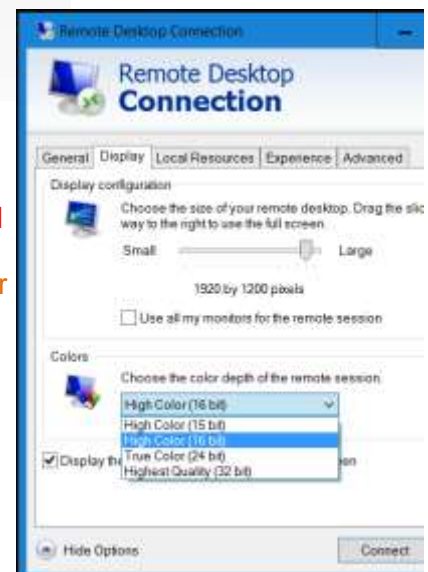 Remote Desktop Connection
Remote Desktop
Connection
General Display Local Resources Experience Advanced
Display configuration
Choose the size of your remote desktop. Drag the
way to the right to use the full screen.
Small Large
1920 by 1200 pixels
Use all my monitors for the remote session
Colors
Choose the color depth of the remote session.
High Color (16 bit)
High Color (15 bit)
High Color (16 bit)
True Color (24 bit)
Highest Quality (32 bit)
Display
Hide Options Connect